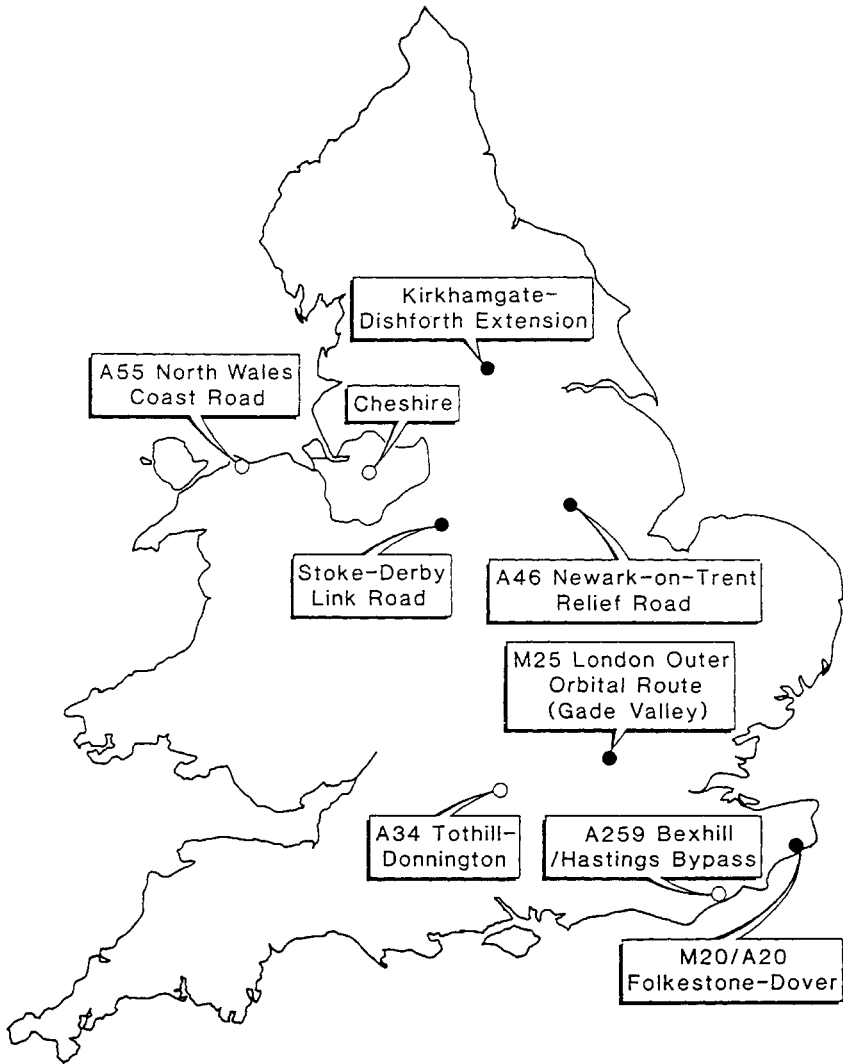 Kirkhamgate-
Dishforth Extension
A55 North Wales
Coast Road
Cheshire
Stoke-Derby
Link Road
A46 Newark-on-Trent
Relief Road
M25 London Outer
Orbital Route
(Gade Valley)
A34 Tothill-
Donnington
A259 Bexhill
/Hastings Bypass
M20/A20
Folkestone-Dover